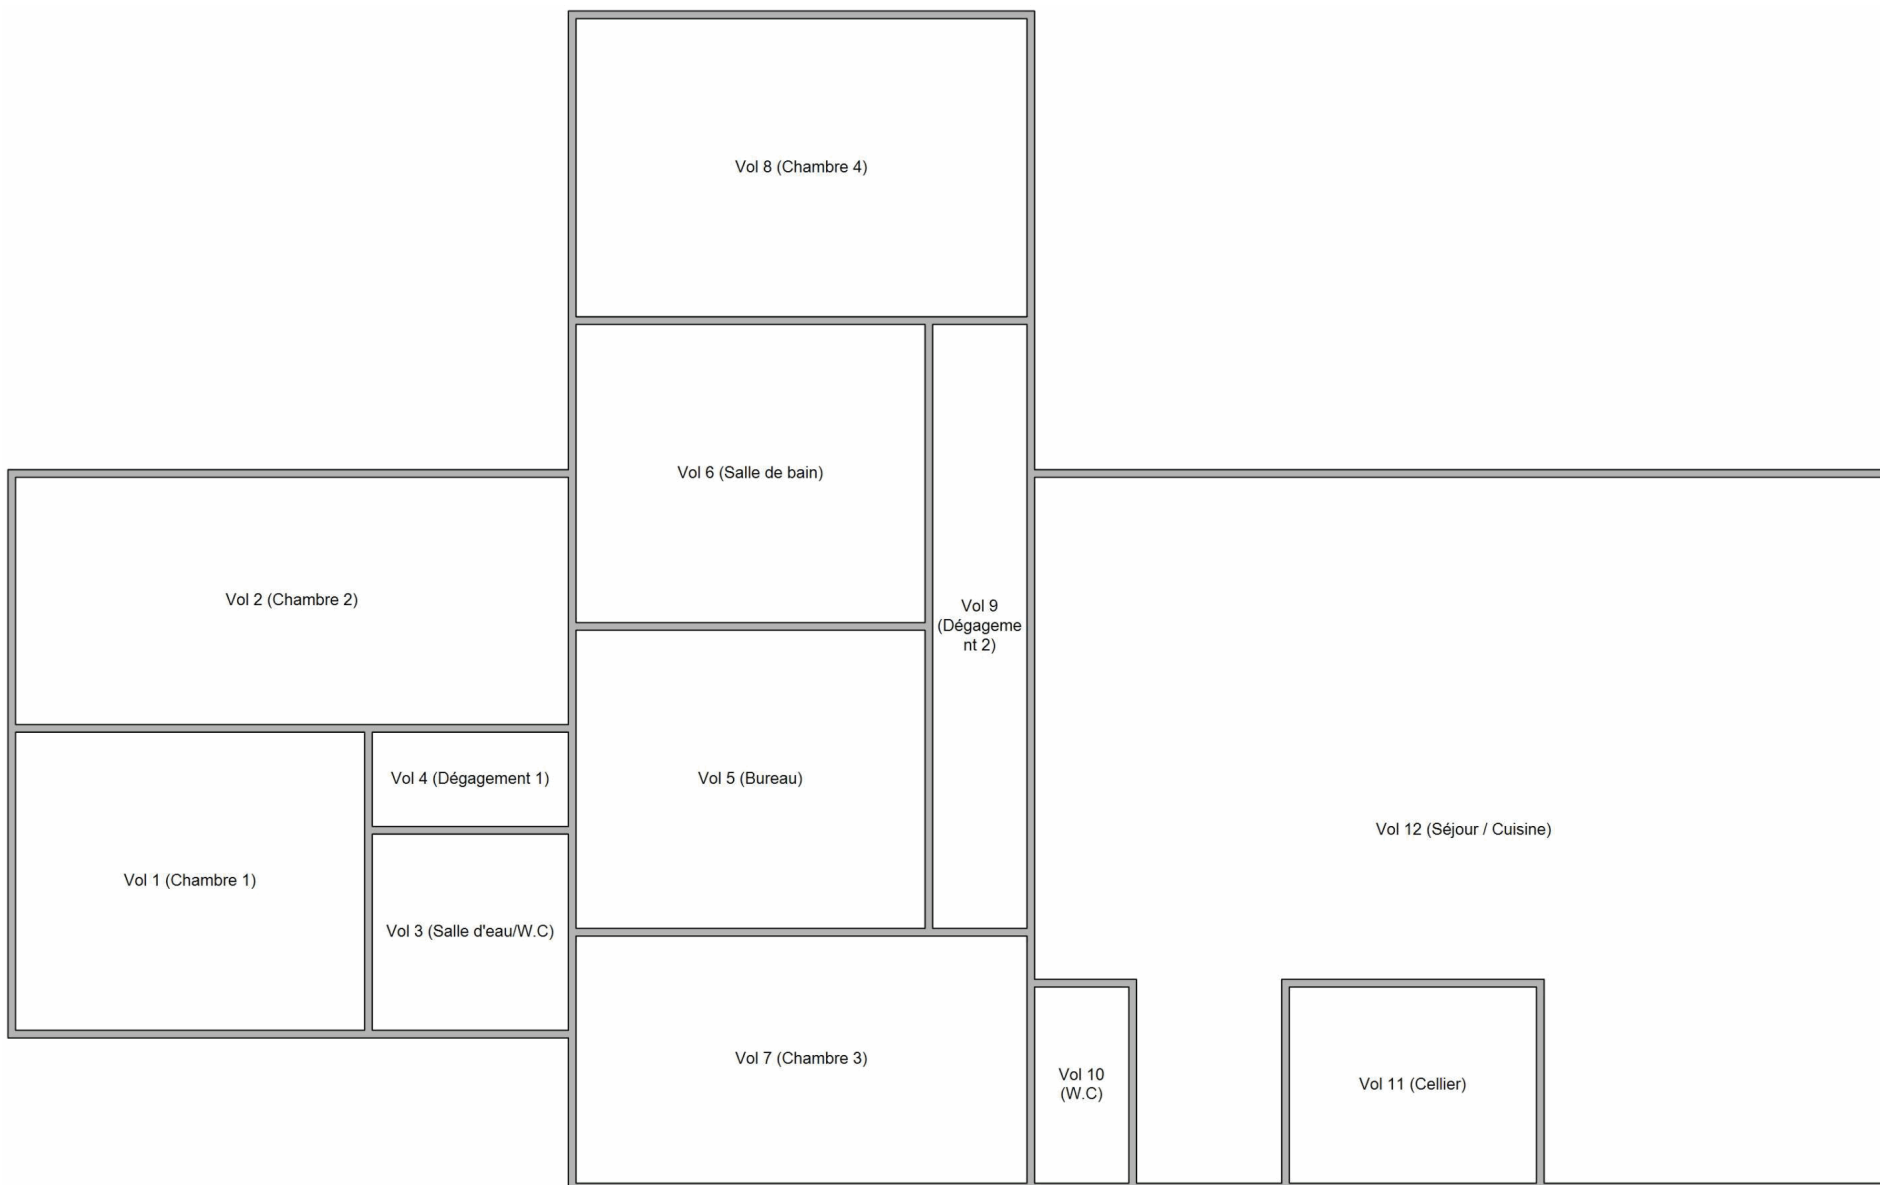 Vol 8 (Chambre 4)
Vol 6 (Salle de bain)
Vol 2 (Chambre 2)
Vol 9
(Dégageme
nt 2)
Vol 4 (Dégagement 1)
Vol 5 (Bureau)
Vol 12 (Séjour / Cuisine)
Vol 1 (Chambre 1)
Vol 3 (Salle d'eau/W.C)
Vol 7 (Chambre 3)
Vol 10
(W.C)
Vol 11 (Cellier)